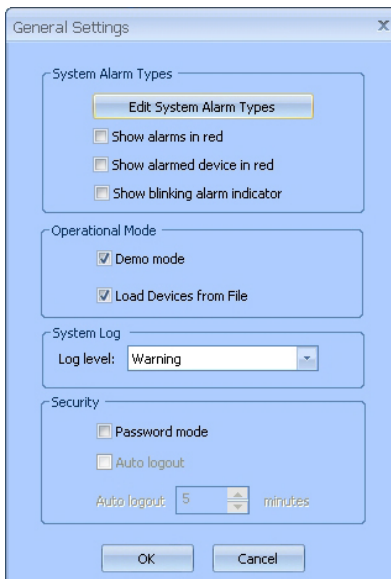 General Settings
System Alarm Types
Edit System Alarm Types
Show alarms in red
Show alarmed device in red
Show blinking alarm indicator
Operational Mode
Demo mode
Load Devices from File
System Log
Log level: Warning
Security
Password mode
Auto logout
Auto logout 5 minutes
OK Cancel